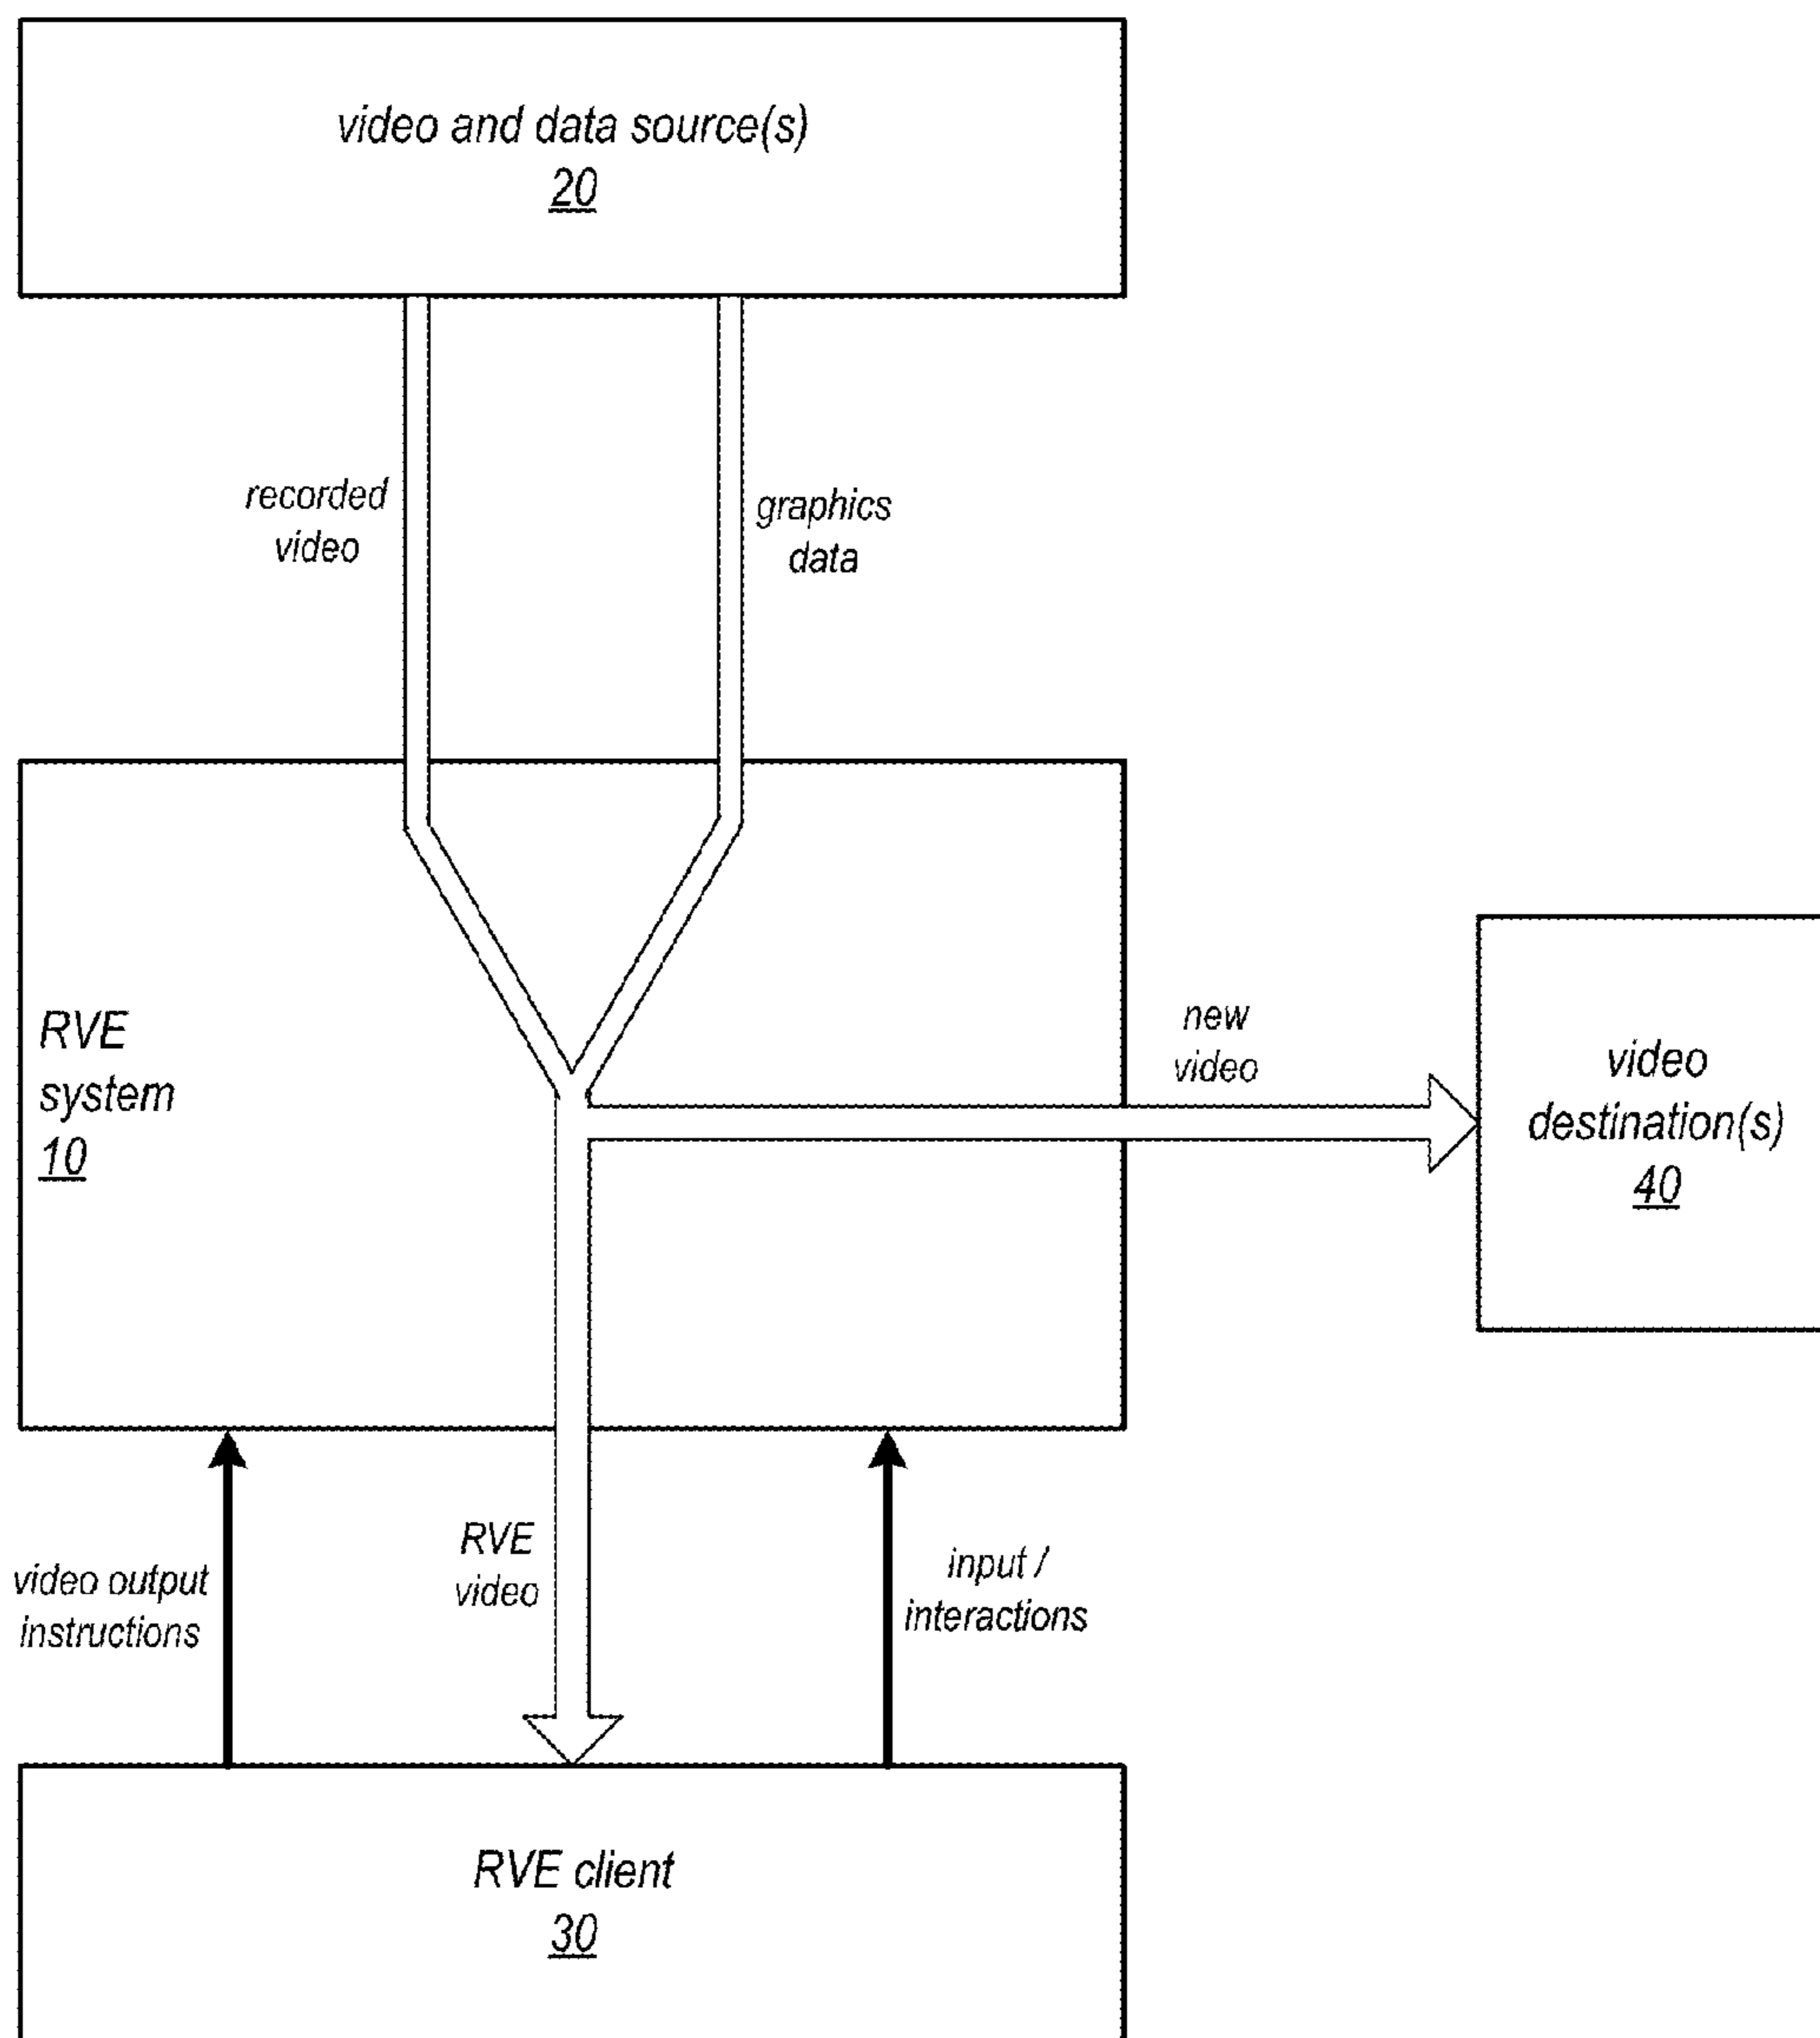 video and data source(s)
20
recorded
video
graphics
data
RVE
system
10
new
video
video
destination(s)
40
video output
instructions
RVE
video
input /
interactions
RVE client
30